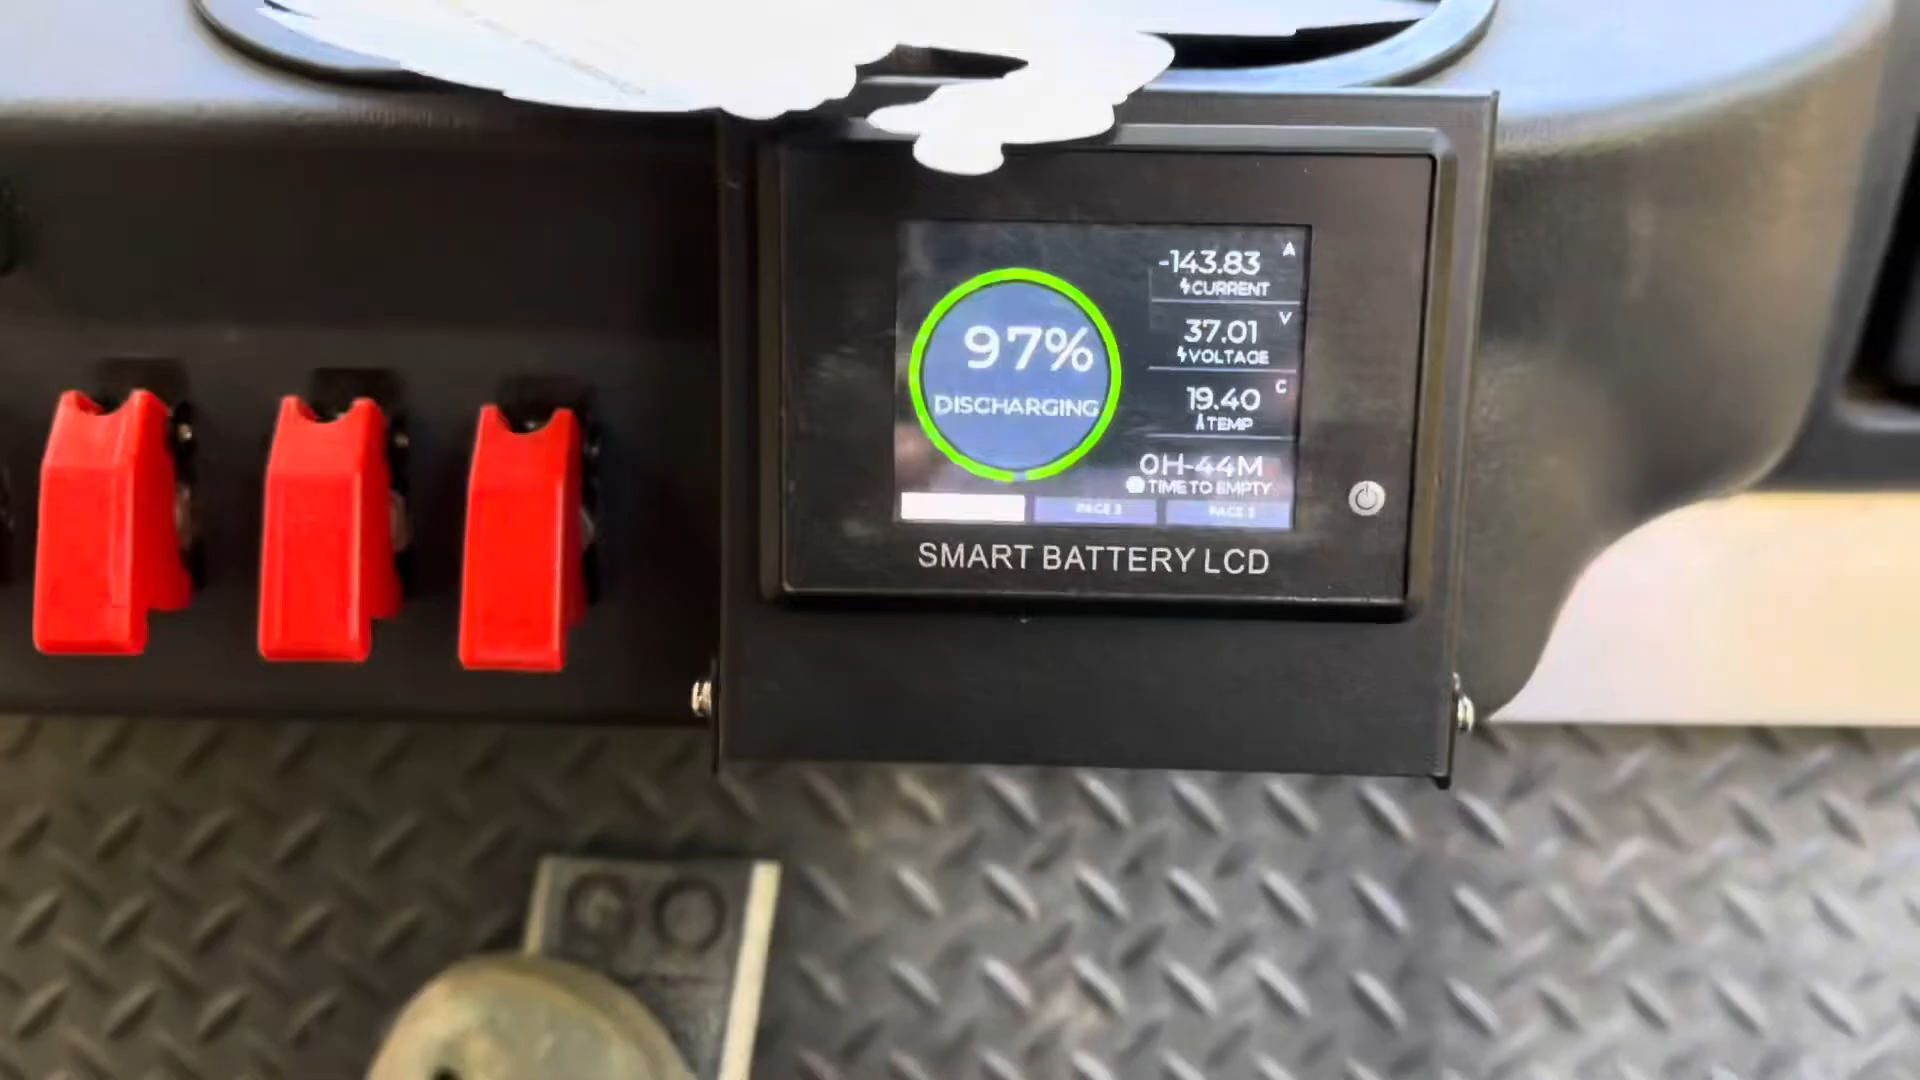 97%
DISCHARGING
-143.83 A
CURRENT
37.01 V
VOLTAGE
19.40 C
TEMP
0H-44M
TIME TO EMPTY
SMART BATTERY LCD
GO